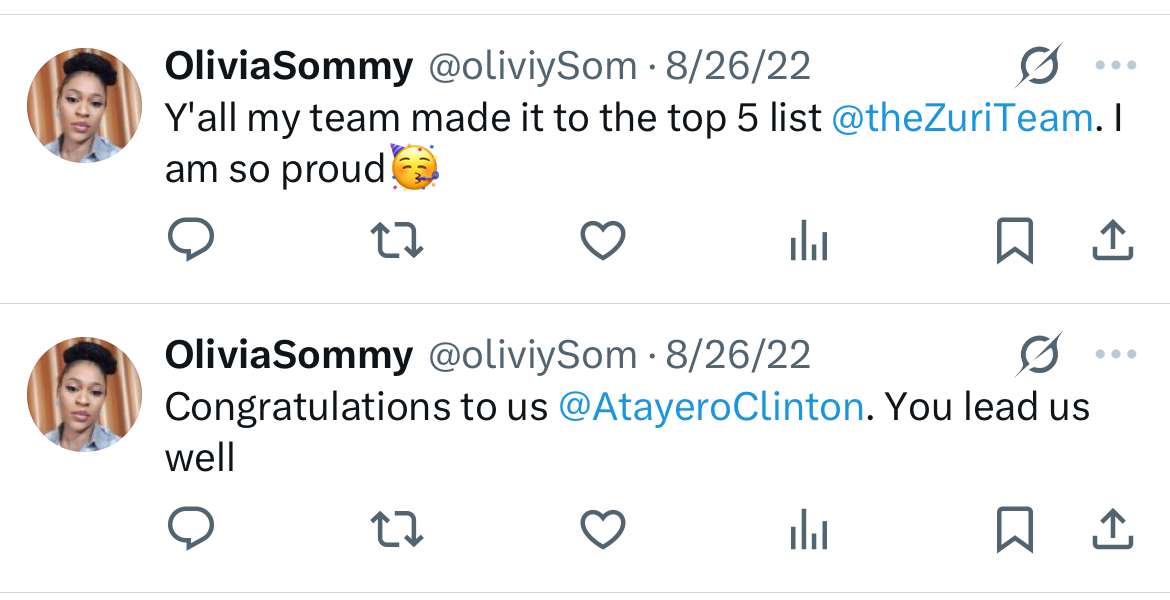 OliviaSommy @oliviySom · 8/26/22
Y'all my team made it to the top 5 list @theZuriTeam. I
am so proud🥳
OliviaSommy @oliviySom · 8/26/22
Congratulations to us @AtayeroClinton. You lead us
well